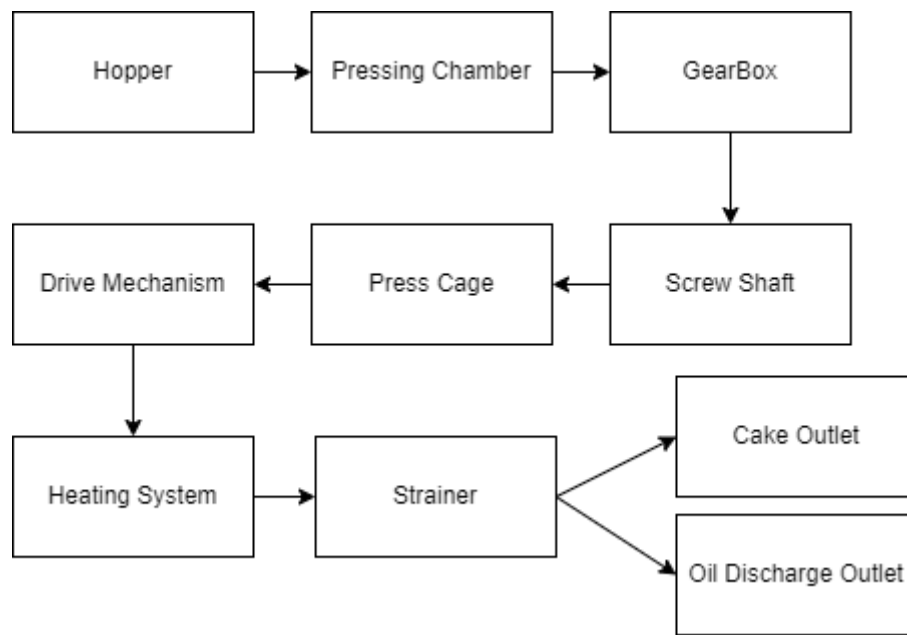 Hopper
Pressing Chamber
GearBox
Drive Mechanism
Press Cage
Screw Shaft
Heating System
Strainer
Cake Outlet
Oil Discharge Outlet